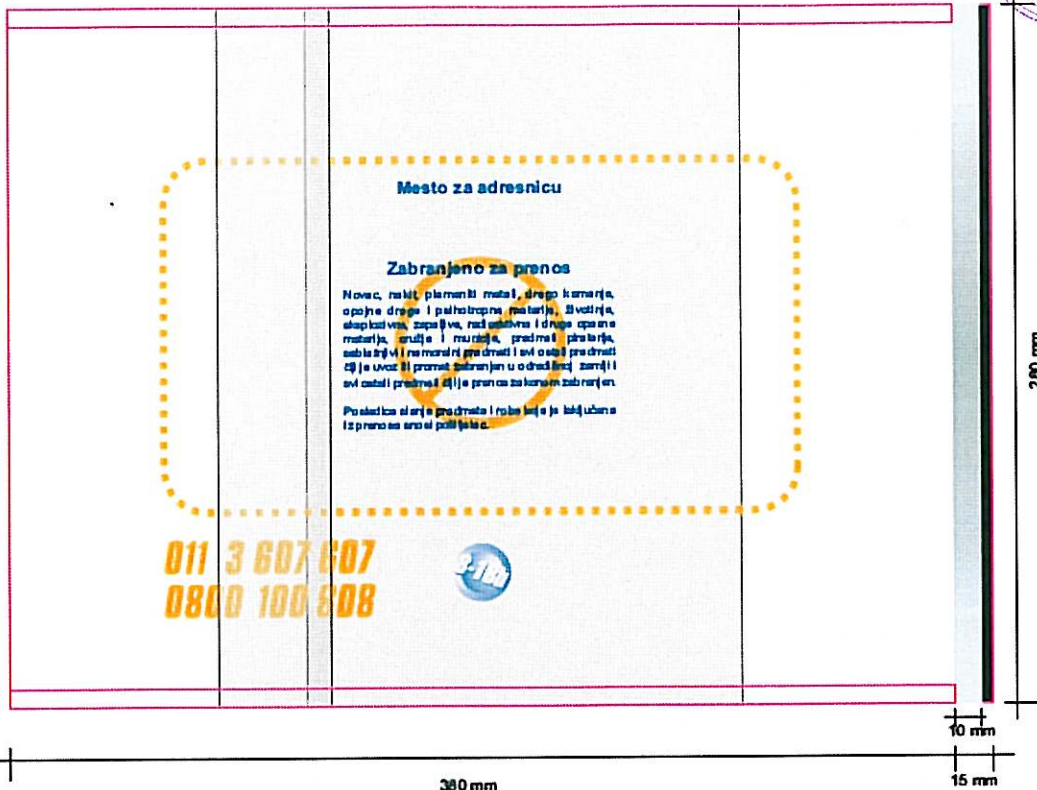 Mesto za adresnicu
Zabranjeno za prenos
Novac, nakit, plemeniti metali, drago kamenje,
opojne droge i psihotropne materije, životinje,
eksplozivne, zapaljive, radioaktivne i druge opasne
materije, oružje i municija, predmeti piraterije,
sablažnjivi i nemoralni predmeti i svi ostali predmeti
čiji je uvoz ili promet zabranjen u određenoj zemlji i
svi ostali predmeti čiji je prenos zakonom zabranjen.
Posledice slanja predmeta i robe koja je isključena
iz prenosa snosi pošiljalac.
011 3 607 607
0800 100 808
280 mm
10 mm
380 mm
15 mm